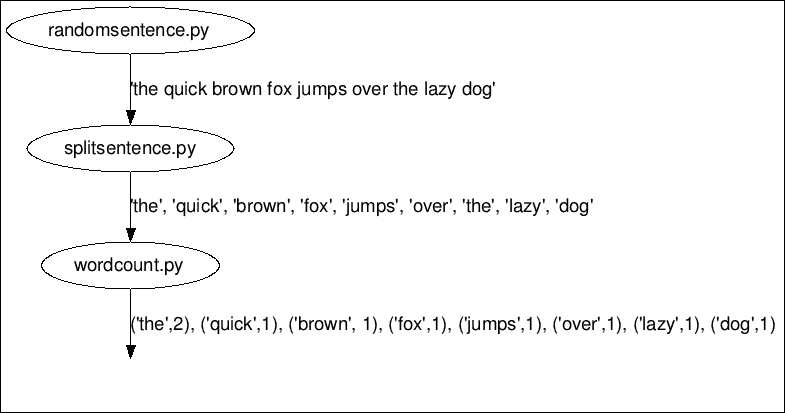 randomsentence.py
'the quick brown fox jumps over the lazy dog'
splitsentence.py
'the', 'quick', 'brown', 'fox', 'jumps', 'over', 'the', 'lazy', 'dog'
wordcount.py
('the',2), ('quick',1), ('brown', 1), ('fox',1), ('jumps',1), ('over',1), ('lazy',1), ('dog',1)